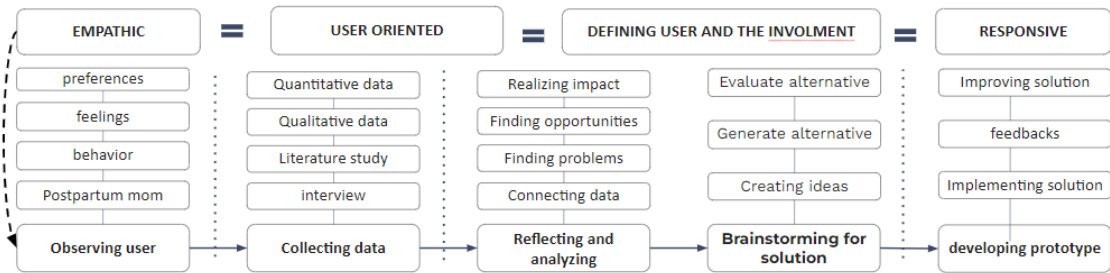 EMPATHIC
=
USER ORIENTED
=
DEFINING USER AND THE INVOLMENT
=
RESPONSIVE
preferences
feelings
behavior
Postpartum mom
Observing user
Quantitative data
Qualitative data
Literature study
interview
Collecting data
Realizing impact
Finding opportunities
Finding problems
Connecting data
Reflecting and
analyzing
Evaluate alternative
Generate alternative
Creating ideas
Brainstorming for
solution
Improving solution
feedbacks
Implementing solution
developing prototype